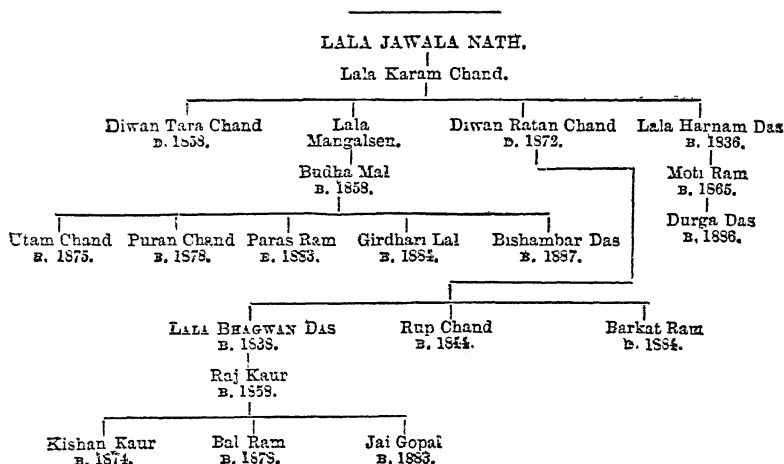 LALA JAWALA NATH.
Lala Karam Chand.
Diwan Tara Chand Lala Diwan Ratan Chand Lala Harnam Das
D. 1858. Mangalsen. D. 1872. B. 1836.
Budha Mal Moti Ram
B. 1858. B. 1865.
Durga Das
B. 1886.
Utam Chand Puran Chand Paras Ram Girdhari Lal Bishambar Das
B. 1875. B. 1878. B. 1883. B. 1884. B. 1887.
LALA BHAGWAN DAS Rup Chand Barkat Ram
B. 1838. B. 1844. D. 1884.
Raj Kaur
B. 1858.
Kishan Kaur Bal Ram Jai Gopal
B. 1874. B. 1878. B. 1883.